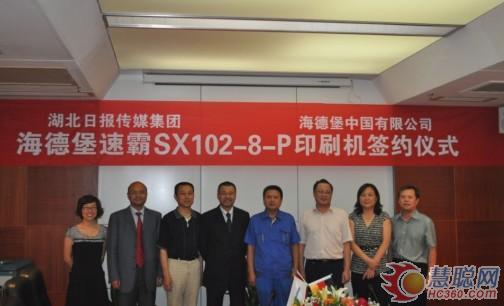 湖北日报传媒集团
海德堡中国有限公司
海德堡速霸SX102-8-P印刷机签约仪式
慧聪网
HC360.COM